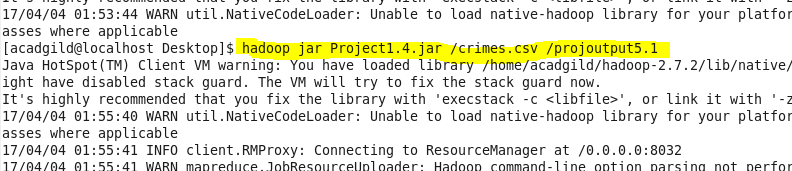 It's highly recommended that you fix the library with 'execstack -c <libfile>', or link it with '-z
17/04/04 01:53:44 WARN util.NativeCodeLoader: Unable to load native-hadoop library for your platfor
asses where applicable
[acadgild@localhost Desktop]$ hadoop jar Project1.4.jar /crimes.csv /projoutput5.1
Java HotSpot(TM) Client VM warning: You have loaded library /home/acadgild/hadoop-2.7.2/lib/native/
ight have disabled stack guard. The VM will try to fix the stack guard now.
It's highly recommended that you fix the library with 'execstack -c <libfile>', or link it with '-z
17/04/04 01:55:40 WARN util.NativeCodeLoader: Unable to load native-hadoop library for your platfor
asses where applicable
17/04/04 01:55:41 INFO client.RMProxy: Connecting to ResourceManager at /0.0.0.0:8032
17/04/04 01:55:41 WARN mapreduce.JobResourceUploader: Hadoop command-line option parsing not perfor